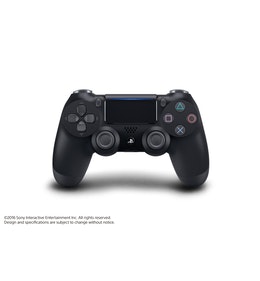 ©2016 Sony Interactive Entertainment Inc. All rights reserved.
Design and specifications are subject to change without notice.